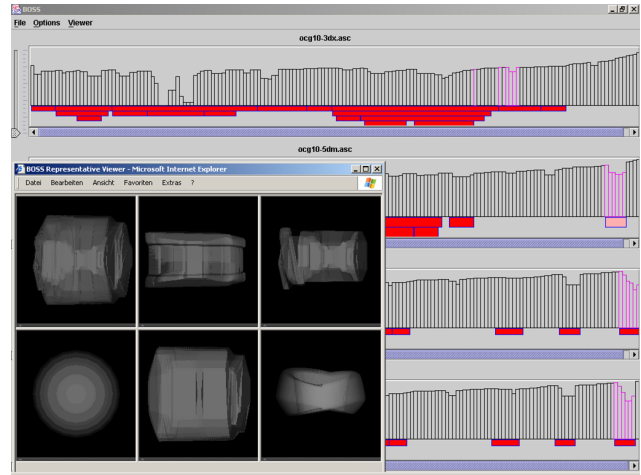 BOSS
File Options Viewer
ocg10-3dx.asc
ocg10-5dm.asc
BOSS Representative Viewer - Microsoft Internet Explorer
Datei Bearbeiten Ansicht Favoriten Extras ?